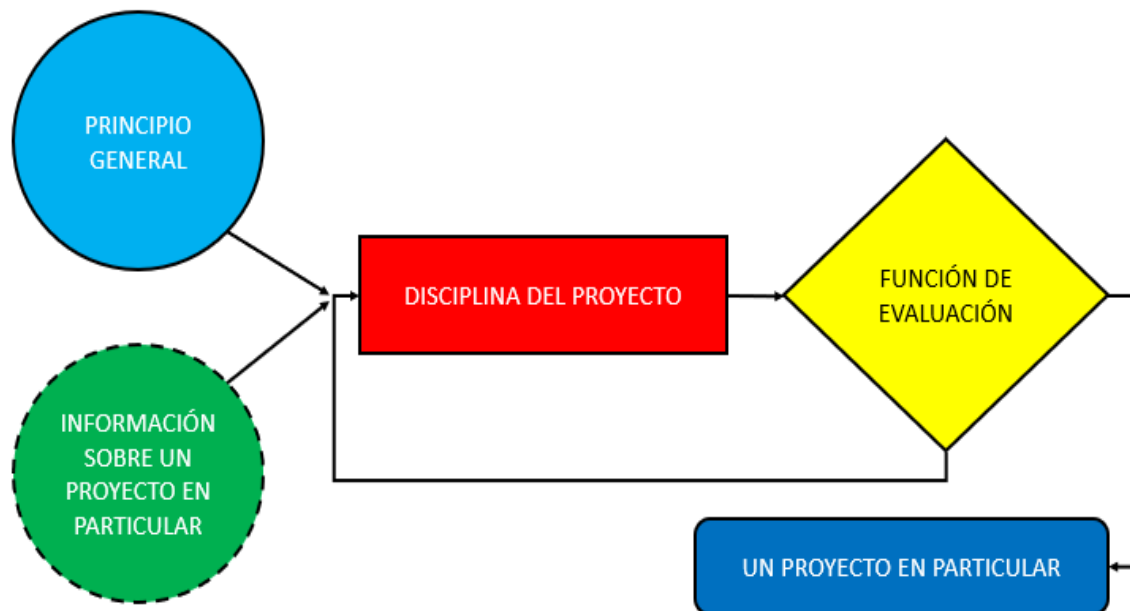 PRINCIPIO
GENERAL
DISCIPLINA DEL PROYECTO
FUNCIÓN DE
EVALUACIÓN
INFORMACIÓN
SOBRE UN
PROYECTO EN
PARTICULAR
UN PROYECTO EN PARTICULAR